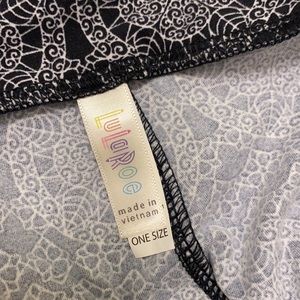 LuLaRoe
made in
vietnam
ONE SIZE